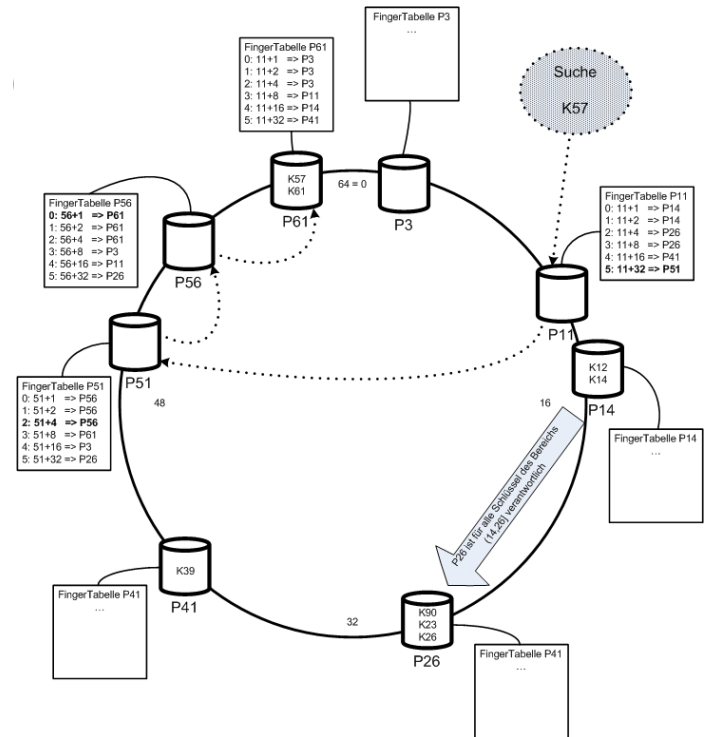 FingerTabelle P3
...
FingerTabelle P61
0: 11+1 => P3
1: 11+2 => P3
2: 11+4 => P3
3: 11+8 => P11
4: 11+16 => P14
5: 11+32 => P41
Suche
K57
K57
K61
P61
64 = 0
P3
FingerTabelle P56
0: 56+1 => P61
1: 56+2 => P61
2: 56+4 => P61
3: 56+8 => P3
4: 56+16 => P11
5: 56+32 => P26
P56
FingerTabelle P11
0: 11+1 => P14
1: 11+2 => P14
2: 11+4 => P26
3: 11+8 => P26
4: 11+16 => P41
5: 11+32 => P51
P11
P51
FingerTabelle P51
0: 51+1 => P56
1: 51+2 => P56
2: 51+4 => P56
3: 51+8 => P61
4: 51+16 => P3
5: 51+32 => P26
48
K12
K14
P14
16
FingerTabelle P14
...
P26 ist für alle Schlüssel des Bereichs
(14,26] verantwortlich
K39
P41
FingerTabelle P41
...
32
K90
K23
K26
P26
FingerTabelle P41
...